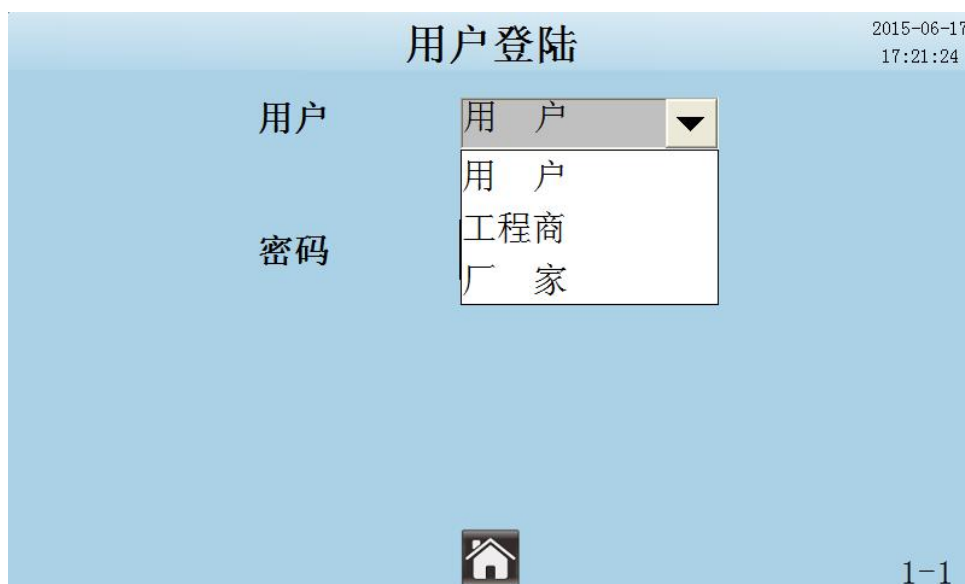 用户登陆
2015-06-17
17:21:24
用户 用 户
用 户
工程商
密码
厂 家
1-1